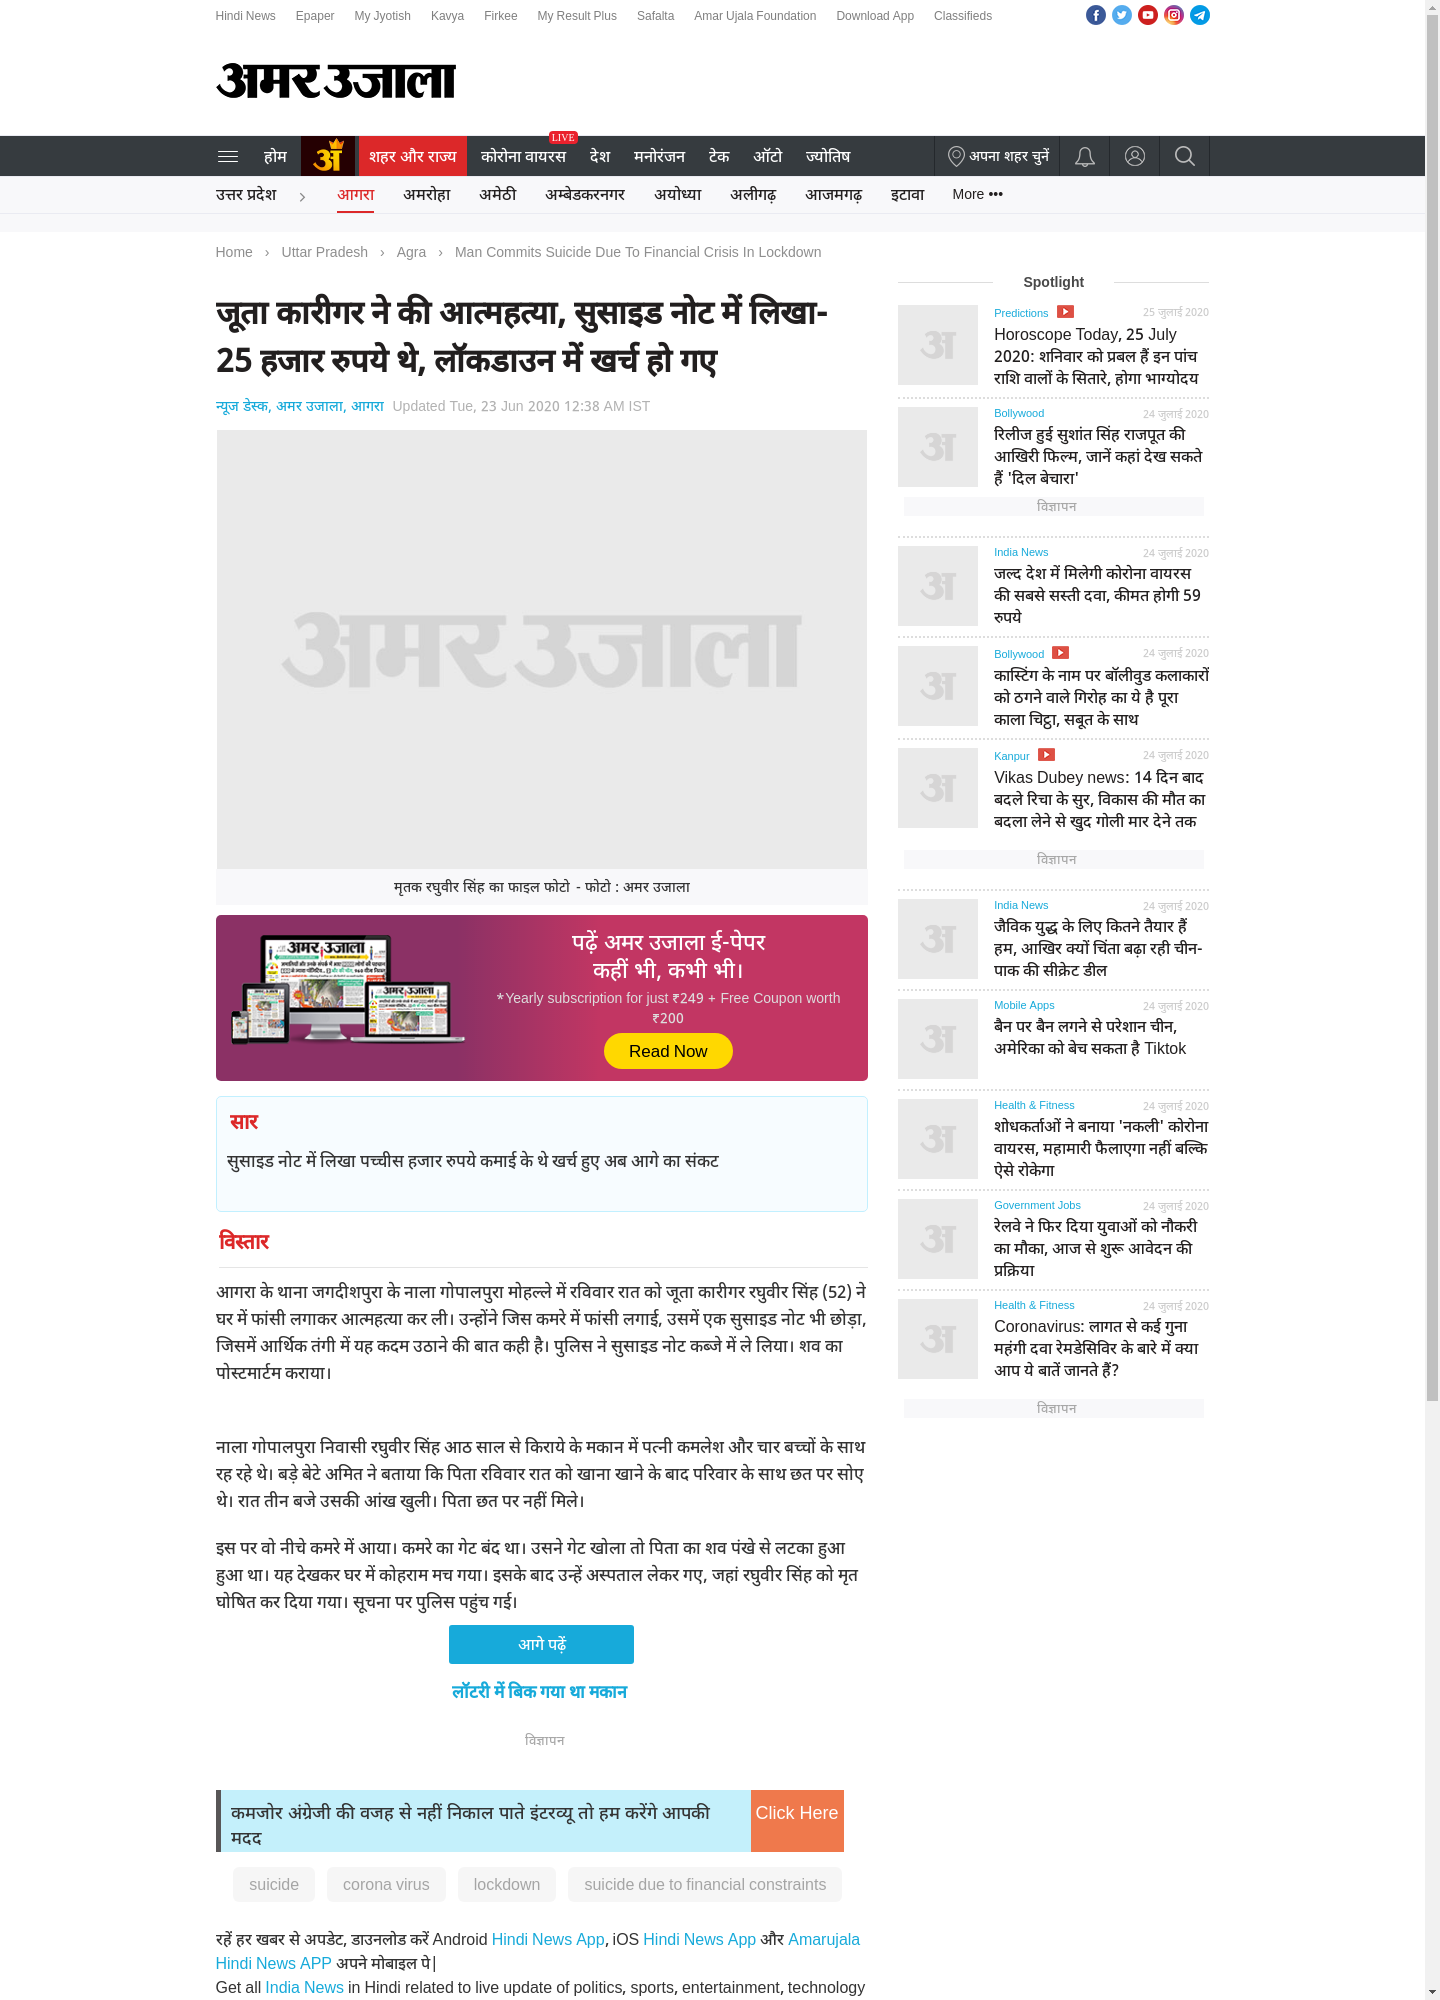 Hindi News Epaper My Jyotish Kavya Firkee My Result Plus Safalta Amar Ujala Foundation Download App Classifieds
अमर उजाला
होम अ शहर और राज्य कोरोना वायरस LIVE देश मनोरंजन टेक ऑटो ज्योतिष अपना शहर चुनें
उत्तर प्रदेश › आगरा अमरोहा अमेठी अम्बेडकरनगर अयोध्या अलीगढ़ आजमगढ़ इटावा More •••
Home › Uttar Pradesh › Agra › Man Commits Suicide Due To Financial Crisis In Lockdown
जूता कारीगर ने की आत्महत्या, सुसाइड नोट में लिखा-
25 हजार रुपये थे, लॉकडाउन में खर्च हो गए
न्यूज डेस्क, अमर उजाला, आगरा Updated Tue, 23 Jun 2020 12:38 AM IST
अमर उजाला
मृतक रघुवीर सिंह का फाइल फोटो - फोटो : अमर उजाला
पढ़ें अमर उजाला ई-पेपर
कहीं भी, कभी भी।
*Yearly subscription for just ₹249 + Free Coupon worth
₹200
Read Now
सार
सुसाइड नोट में लिखा पच्चीस हजार रुपये कमाई के थे खर्च हुए अब आगे का संकट
विस्तार
आगरा के थाना जगदीशपुरा के नाला गोपालपुरा मोहल्ले में रविवार रात को जूता कारीगर रघुवीर सिंह (52) ने
घर में फांसी लगाकर आत्महत्या कर ली। उन्होंने जिस कमरे में फांसी लगाई, उसमें एक सुसाइड नोट भी छोड़ा,
जिसमें आर्थिक तंगी में यह कदम उठाने की बात कही है। पुलिस ने सुसाइड नोट कब्जे में ले लिया। शव का
पोस्टमार्टम कराया।
नाला गोपालपुरा निवासी रघुवीर सिंह आठ साल से किराये के मकान में पत्नी कमलेश और चार बच्चों के साथ
रह रहे थे। बड़े बेटे अमित ने बताया कि पिता रविवार रात को खाना खाने के बाद परिवार के साथ छत पर सोए
थे। रात तीन बजे उसकी आंख खुली। पिता छत पर नहीं मिले।
इस पर वो नीचे कमरे में आया। कमरे का गेट बंद था। उसने गेट खोला तो पिता का शव पंखे से लटका हुआ
हुआ था। यह देखकर घर में कोहराम मच गया। इसके बाद उन्हें अस्पताल लेकर गए, जहां रघुवीर सिंह को मृत
घोषित कर दिया गया। सूचना पर पुलिस पहुंच गई।
आगे पढ़ें
लॉटरी में बिक गया था मकान
विज्ञापन
कमजोर अंग्रेजी की वजह से नहीं निकाल पाते इंटरव्यू तो हम करेंगे आपकी
मदद
Click Here
suicide corona virus lockdown suicide due to financial constraints
रहें हर खबर से अपडेट, डाउनलोड करें Android Hindi News App, iOS Hindi News App और Amarujala
Hindi News APP अपने मोबाइल पे|
Get all India News in Hindi related to live update of politics, sports, entertainment, technology
Spotlight
Predictions 25 जुलाई 2020
अ
Horoscope Today, 25 July
2020: शनिवार को प्रबल हैं इन पांच
राशि वालों के सितारे, होगा भाग्योदय
Bollywood 24 जुलाई 2020
अ
रिलीज हुई सुशांत सिंह राजपूत की
आखिरी फिल्म, जानें कहां देख सकते
हैं 'दिल बेचारा'
विज्ञापन
India News 24 जुलाई 2020
अ
जल्द देश में मिलेगी कोरोना वायरस
की सबसे सस्ती दवा, कीमत होगी 59
रुपये
Bollywood 24 जुलाई 2020
अ
कास्टिंग के नाम पर बॉलीवुड कलाकारों
को ठगने वाले गिरोह का ये है पूरा
काला चिट्ठा, सबूत के साथ
Kanpur 24 जुलाई 2020
अ
Vikas Dubey news: 14 दिन बाद
बदले रिचा के सुर, विकास की मौत का
बदला लेने से खुद गोली मार देने तक
विज्ञापन
India News 24 जुलाई 2020
अ
जैविक युद्ध के लिए कितने तैयार हैं
हम, आखिर क्यों चिंता बढ़ा रही चीन-
पाक की सीक्रेट डील
Mobile Apps 24 जुलाई 2020
अ
बैन पर बैन लगने से परेशान चीन,
अमेरिका को बेच सकता है Tiktok
Health & Fitness 24 जुलाई 2020
अ
शोधकर्ताओं ने बनाया 'नकली' कोरोना
वायरस, महामारी फैलाएगा नहीं बल्कि
ऐसे रोकेगा
Government Jobs 24 जुलाई 2020
अ
रेलवे ने फिर दिया युवाओं को नौकरी
का मौका, आज से शुरू आवेदन की
प्रक्रिया
Health & Fitness 24 जुलाई 2020
अ
Coronavirus: लागत से कई गुना
महंगी दवा रेमडेसिविर के बारे में क्या
आप ये बातें जानते हैं?
विज्ञापन